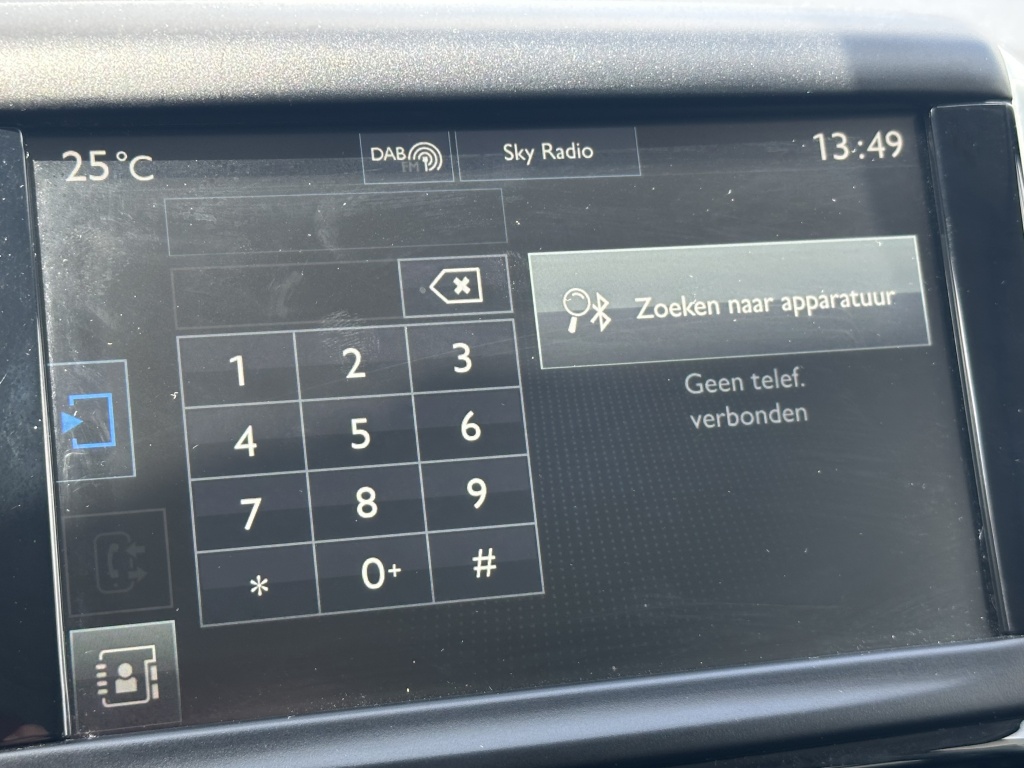 25 °C
DAB
FM
Sky Radio
13:49
Zoeken naar apparatuur
Geen telef.
verbonden
1 2 3
4 5 6
7 8 9
* 0+ #